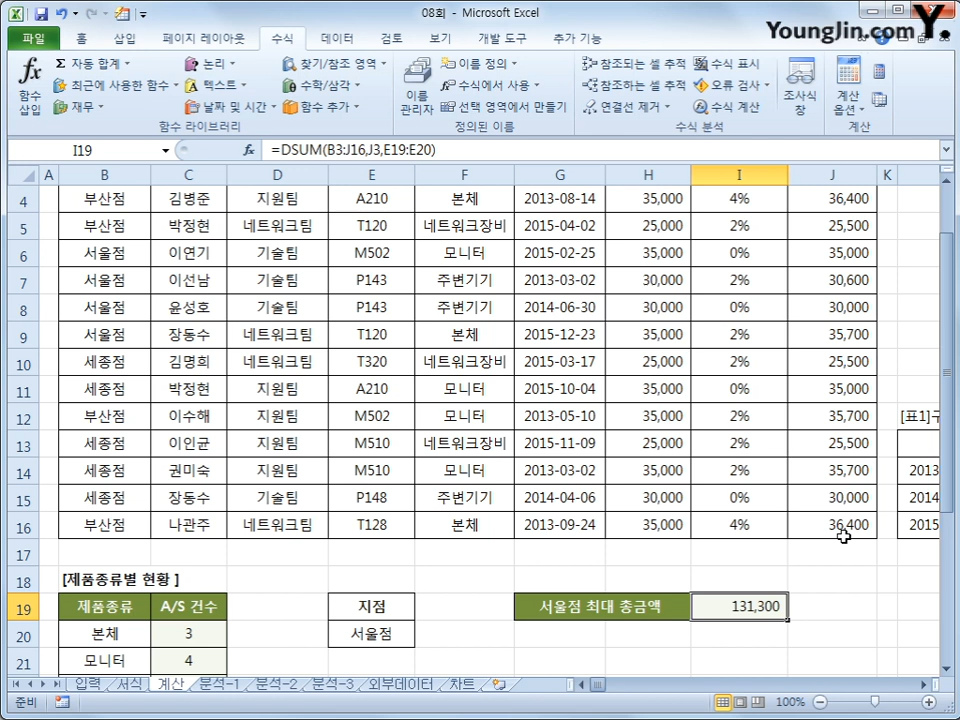 08회 - Microsoft Excel
Younglin.com Y.
파일 홈 삽입 페이지 레이아웃 수식 데이터 검토 보기 개발 도구 추가 기능
fx 함수 삽입
Σ 자동 합계 논리 찾기/참조 영역
최근에 사용한 함수 텍스트 수학/삼각
재무 날짜 및 시간 함수 추가
함수 라이브러리
이름 관리자
이름 정의
수식에서 사용
선택 영역에서 만들기
정의된 이름
참조되는 셀 추적 수식 표시
참조하는 셀 추적 오류 검사
연결선 제거 수식 계산
수식 분석
조사식 창
계산 옵션
계산
I19 fx =DSUM(B3:J16,J3,E19:E20)
A B C D E F G H I J K
4 부산점 김병준 지원팀 A210 본체 2013-08-14 35,000 4% 36,400
5 부산점 박정현 네트워크팀 T120 네트워크장비 2015-04-02 25,000 2% 25,500
6 서울점 이연기 기술팀 M502 모니터 2015-02-25 35,000 0% 35,000
7 서울점 이선남 기술팀 P143 주변기기 2013-03-02 30,000 2% 30,600
8 서울점 윤성호 기술팀 P143 주변기기 2014-06-30 30,000 0% 30,000
9 서울점 장동수 네트워크팀 T120 본체 2015-12-23 35,000 2% 35,700
10 세종점 김명희 네트워크팀 T320 네트워크장비 2015-03-17 25,000 2% 25,500
11 세종점 박정현 지원팀 A210 모니터 2015-10-04 35,000 0% 35,000
12 부산점 이수해 지원팀 M502 모니터 2013-05-10 35,000 2% 35,700 [표1]구
13 세종점 이인균 지원팀 M510 네트워크장비 2015-11-09 25,000 2% 25,500
14 세종점 권미숙 지원팀 M510 모니터 2013-03-02 35,000 2% 35,700 2013
15 세종점 장동수 기술팀 P148 주변기기 2014-04-06 30,000 0% 30,000 2014
16 부산점 나관주 네트워크팀 T128 본체 2013-09-24 35,000 4% 36,400 2015
17
18 [제품종류별 현황 ]
19 제품종류 A/S 건수 지점 서울점 최대 총금액 131,300
20 본체 3 서울점
21 모니터 4
입력 서식 계산 분석-1 분석-2 분석-3 외부데이터 차트
준비 100%